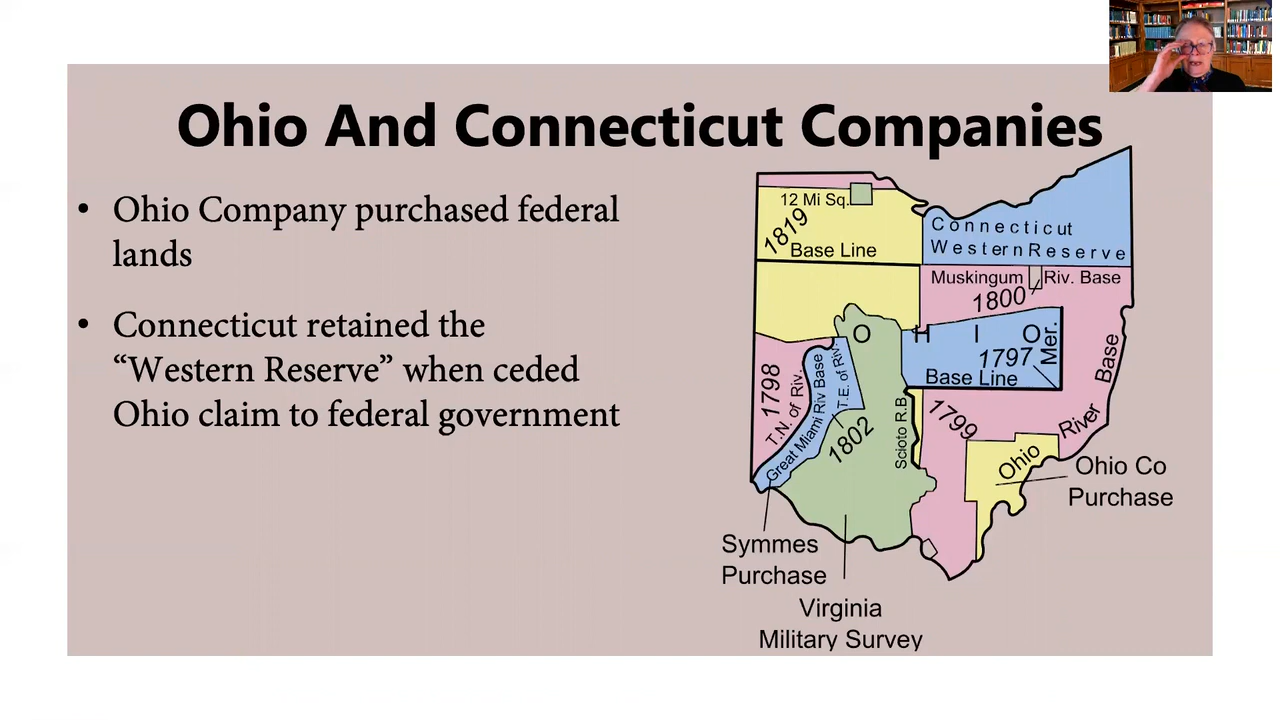 Ohio And Connecticut Companies
• Ohio Company purchased federal
lands
• Connecticut retained the
“Western Reserve” when ceded
Ohio claim to federal government
12 Mi Sq.
1819
Base Line
Connecticut
Western Reserve
Muskingum Riv. Base
1800
O H I O
1797
Mer.
Base Line
1798
T.N. of Riv.
Great Miami Riv Base
T.E. of Riv.
1802
Scioto R.B.
1799
Ohio River Base
Ohio Co
Purchase
Symmes
Purchase
Virginia
Military Survey